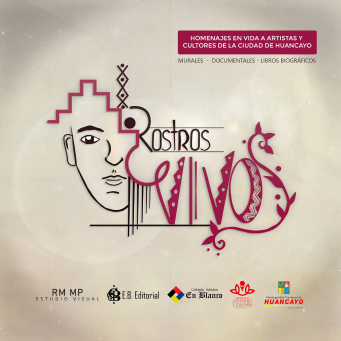 HOMENAJES EN VIDA A ARTISTAS Y
CULTORES DE LA CIUDAD DE HUANCAYO
MURALES - DOCUMENTALES - LIBROS BIOGRÁFICOS
ROSTROS
VIVOS
RM MP
ESTUDIO VISUAL
E.B. Editorial
En Blanco
HUANCAYO